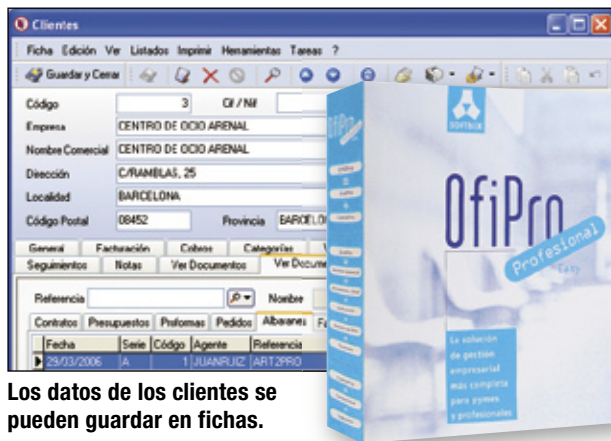 Clientes
Ficha Edición Ver Listados Imprimir Herramientas Tareas ?
Guardar y Cerrar
Código 3 Cif / Nif
Empresa CENTRO DE OCIO ARENAL
Nombre Comercial CENTRO DE OCIO ARENAL
Dirección C/RAMBLAS, 25
Localidad BARCELONA
Código Postal 08452 Provincia BARCELO
General Facturación Cobros Categorías
Seguimientos Notas Ver Documentos Ver Docume
Referencia Nombre
Contratos Presupuestos Proformas Pedidos Albaranes Fa
Fecha Serie Código Agente Referencia
29/03/2006 A 1 JUANRUIZ ART2PRO
OfiPro
Profesional
Easy
La solución
de gestión
empresarial
más completa
para pymes
y profesionales
Los datos de los clientes se
pueden guardar en fichas.